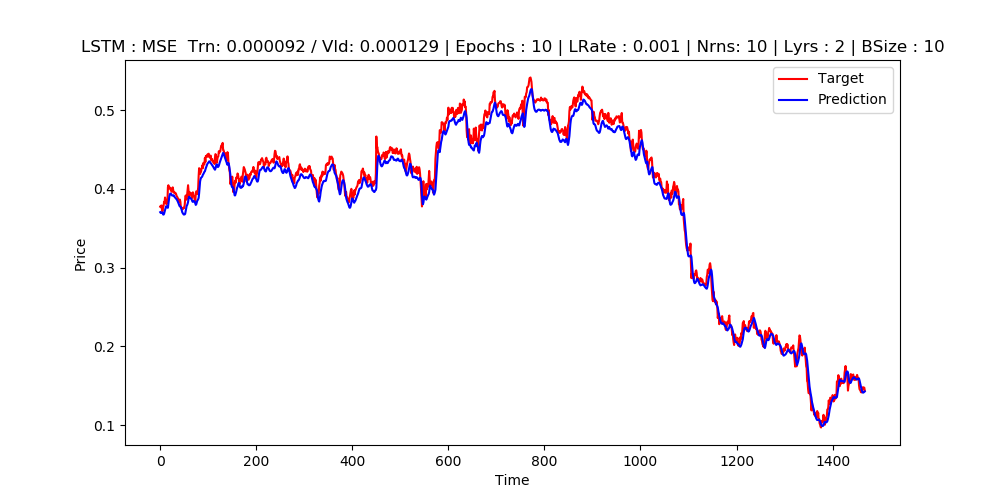 LSTM : MSE  Trn: 0.000092 / Vld: 0.000129 | Epochs : 10 | LRate : 0.001 | Nrns: 10 | Lyrs : 2 | BSize : 10
Target
Prediction
0.5
0.4
0.3
0.2
0.1
Price
0 200 400 600 800 1000 1200 1400
Time